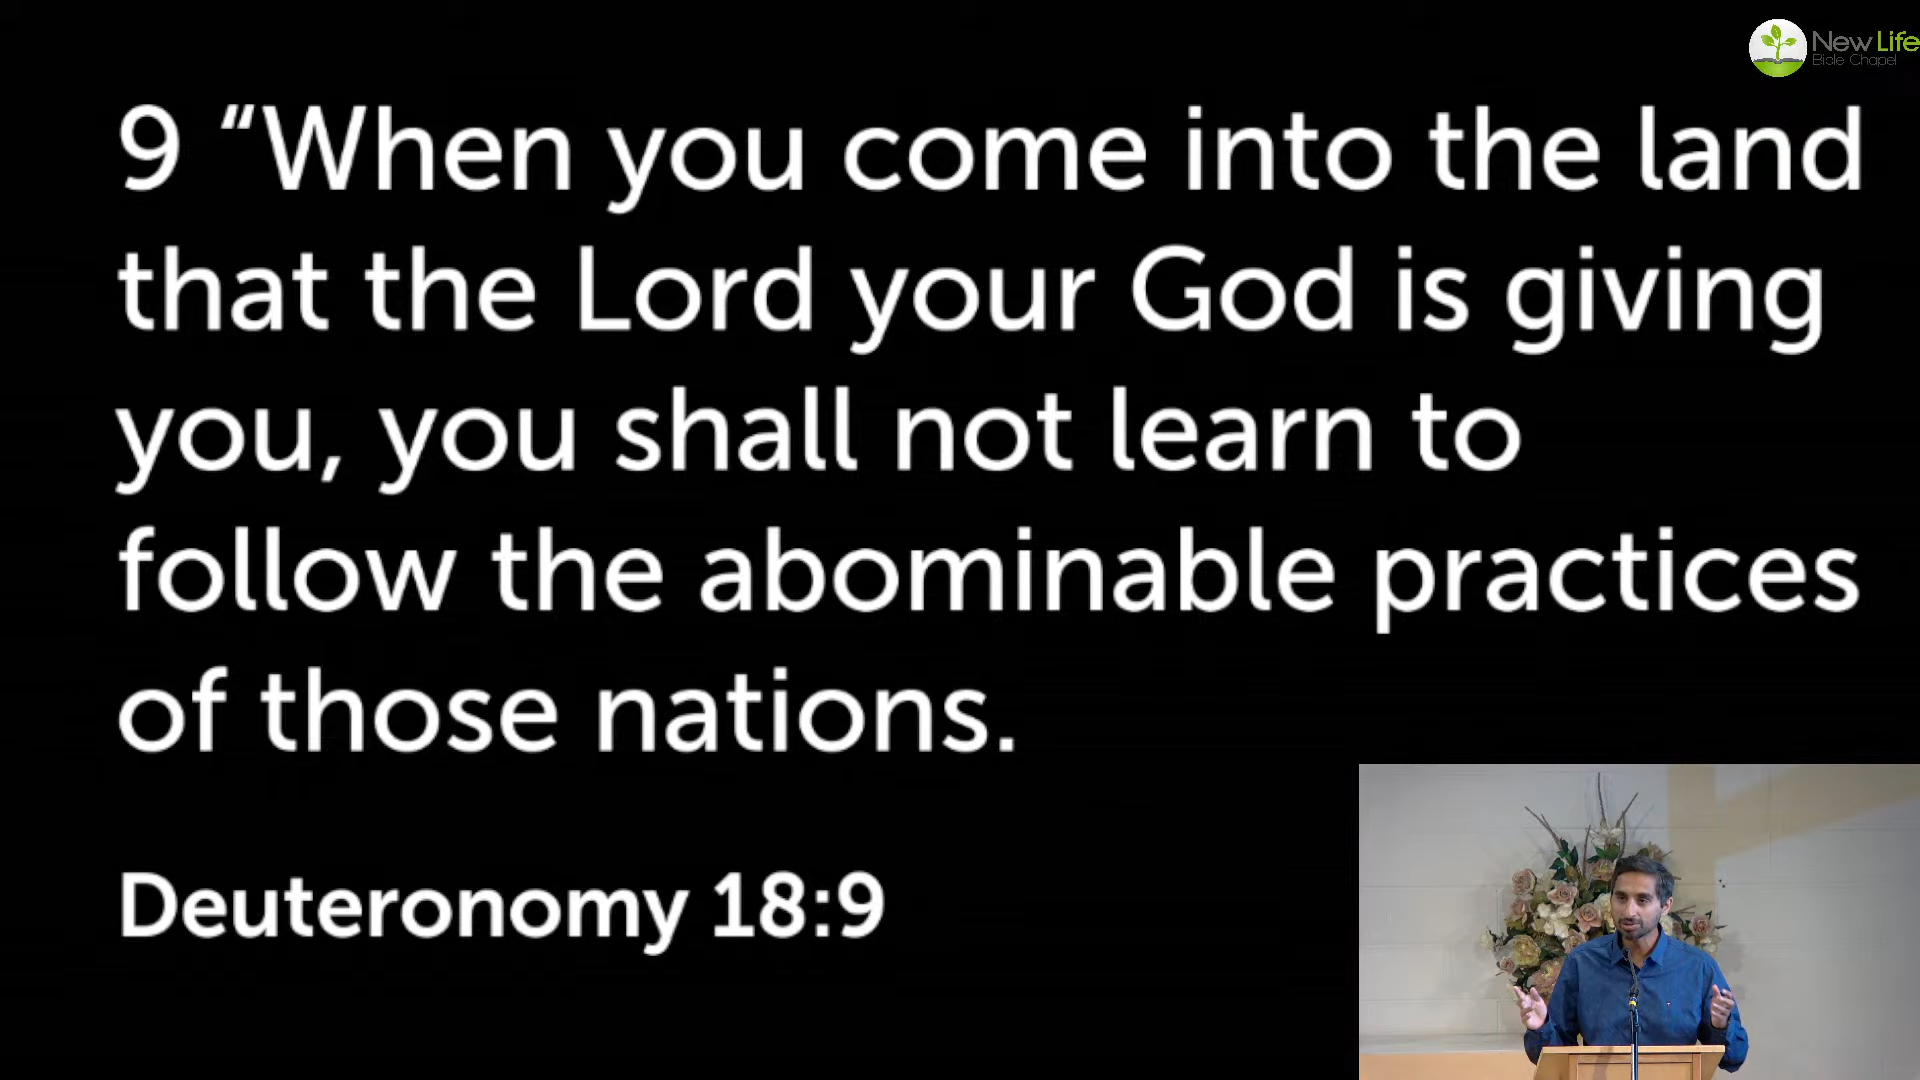 New Life
Bible Chapel
9 “When you come into the land
that the Lord your God is giving
you, you shall not learn to
follow the abominable practices
of those nations.
Deuteronomy 18:9